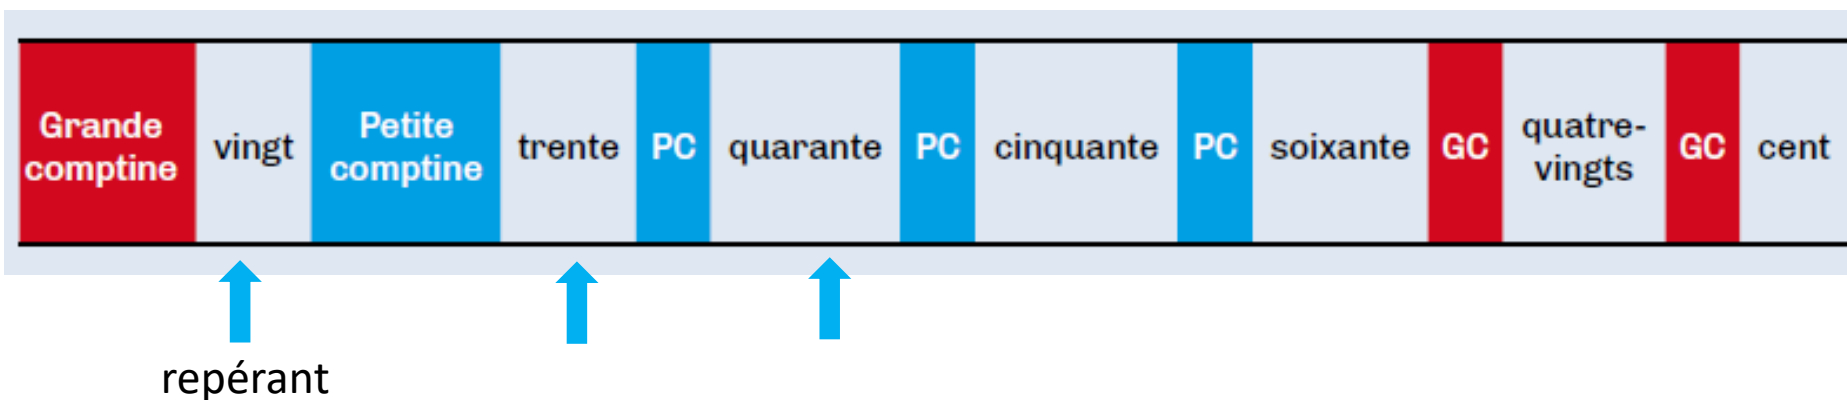 Grande
comptine
vingt
Petite
comptine
trente
PC
quarante
PC
cinquante
PC
soixante
GC
quatre-
vingts
GC
cent
repérant